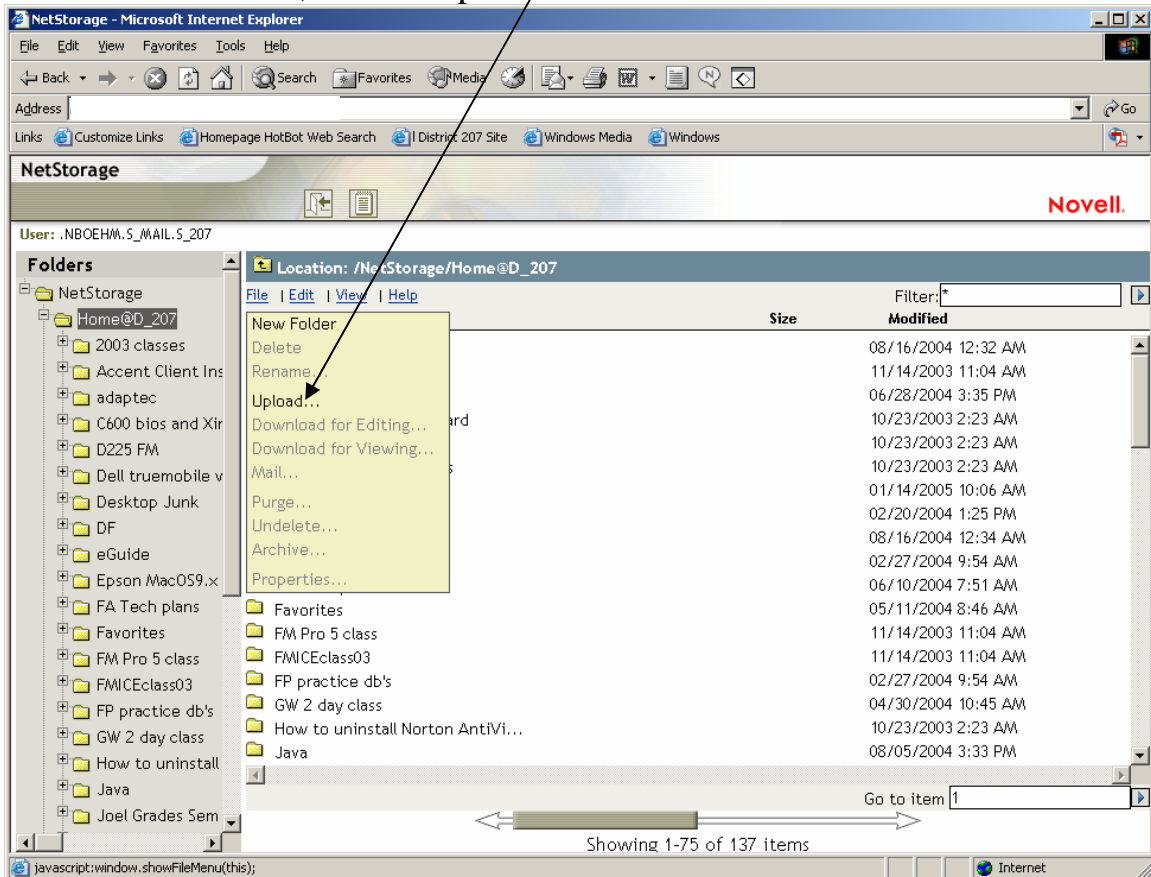 NetStorage - Microsoft Internet Explorer
File Edit View Favorites Tools Help
Back Search Favorites Media
Address Go
Links Customize Links Homepage HotBot Web Search District 207 Site Windows Media Windows
NetStorage
Novell.
User: .NBOEHM.S_MAIL.S_207
Folders
NetStorage
Home@D_207
2003 classes
Accent Client Ins
adaptec
C600 bios and Xir
D225 FM
Dell truemobile v
Desktop Junk
DF
eGuide
Epson MacOS9.x
FA Tech plans
Favorites
FM Pro 5 class
FMICEclass03
FP practice db's
GW 2 day class
How to uninstall
Java
Joel Grades Sem
Location: /NetStorage/Home@D_207
File | Edit | View | Help Filter:*
Size Modified
New Folder
Delete
Rename...
Upload...
Download for Editing...
Download for Viewing...
Mail...
Purge...
Undelete...
Archive...
Properties...
08/16/2004 12:32 AM
11/14/2003 11:04 AM
06/28/2004 3:35 PM
ard 10/23/2003 2:23 AM
10/23/2003 2:23 AM
s 10/23/2003 2:23 AM
01/14/2005 10:06 AM
02/20/2004 1:25 PM
08/16/2004 12:34 AM
02/27/2004 9:54 AM
06/10/2004 7:51 AM
Favorites 05/11/2004 8:46 AM
FM Pro 5 class 11/14/2003 11:04 AM
FMICEclass03 11/14/2003 11:04 AM
FP practice db's 02/27/2004 9:54 AM
GW 2 day class 04/30/2004 10:45 AM
How to uninstall Norton AntiVi... 10/23/2003 2:23 AM
Java 08/05/2004 3:33 PM
Go to item 1
Showing 1-75 of 137 items
javascript:window.showFileMenu(this); Internet